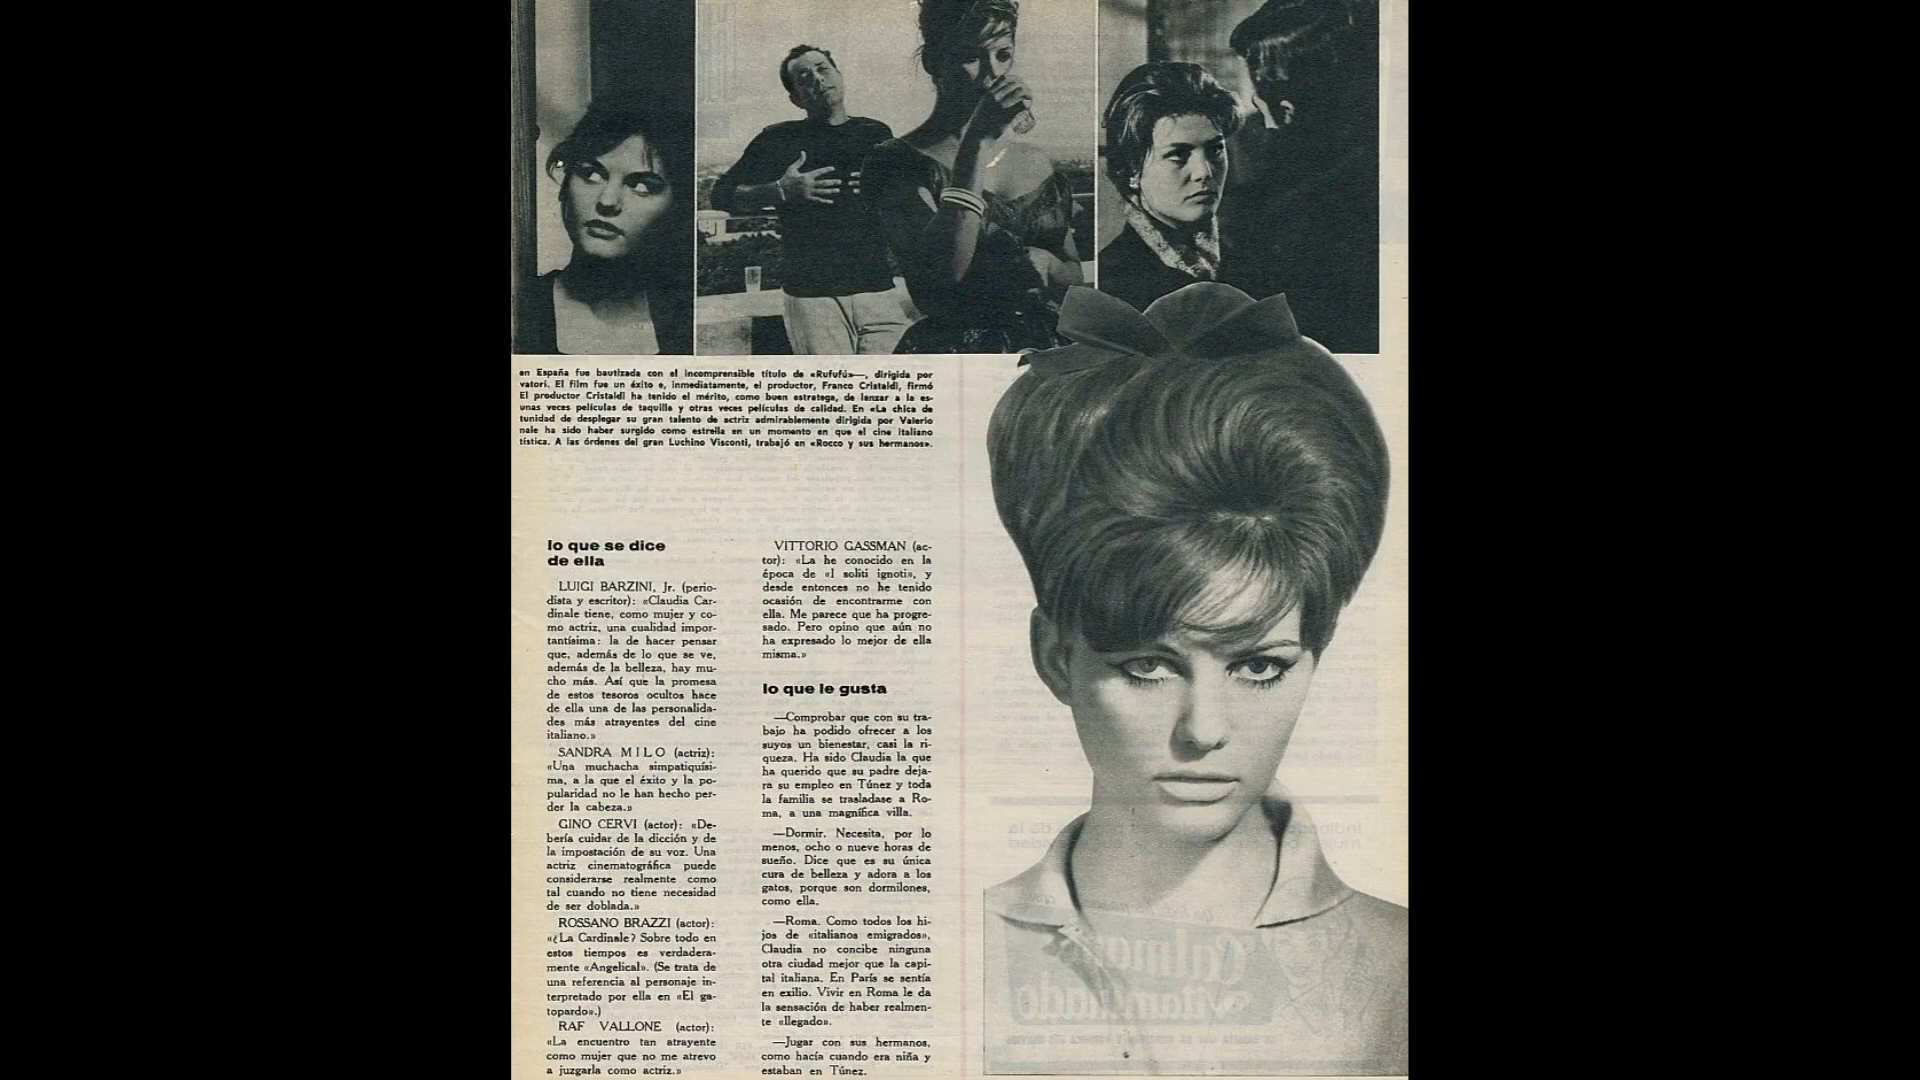 en España fue bautizada con el incomprensible título de «Rufufú»—, dirigida por
vatori. El film fue un éxito e, inmediatamente, el productor, Franco Cristaldi, firmó
El productor Cristaldi ha tenido el mérito, como buen estratega, de lanzar a la es-
unas veces películas de taquilla y otras veces películas de calidad. En «La chica de
tunidad de desplegar su gran talento de actriz admirablemente dirigida por Valerio
nale ha sido haber surgido como estrella en un momento en que el cine italiano
tística. A las órdenes del gran Luchino Visconti, trabajó en «Rocco y sus hermanos».
lo que se dice
de ella
LUIGI BARZINI, Jr. (perio-
dista y escritor): «Claudia Car-
dinale tiene, como mujer y co-
mo actriz, una cualidad impor-
tantísima: la de hacer pensar
que, además de lo que se ve,
además de la belleza, hay mu-
cho más. Así que la promesa
de estos tesoros ocultos hace
de ella una de las personalida-
des más atrayentes del cine
italiano.»
SANDRA MILO (actriz):
«Una muchacha simpatiquísi-
ma, a la que el éxito y la po-
pularidad no le han hecho per-
der la cabeza.»
GINO CERVI (actor): «De-
bería cuidar de la dicción y de
la impostación de su voz. Una
actriz cinematográfica puede
considerarse realmente como
tal cuando no tiene necesidad
de ser doblada.»
ROSSANO BRAZZI (actor):
«¿La Cardinale? Sobre todo en
estos tiempos es verdadera-
mente «Angelical». (Se trata de
una referencia al personaje in-
terpretado por ella en «El ga-
topardo».)
RAF VALLONE (actor):
«La encuentro tan atrayente
como mujer que no me atrevo
a juzgarla como actriz.»
VITTORIO GASSMAN (ac-
tor): «La he conocido en la
época de «I soliti ignoti», y
desde entonces no he tenido
ocasión de encontrarme con
ella. Me parece que ha progre-
sado. Pero opino que aún no
ha expresado lo mejor de ella
misma.»
lo que le gusta
—Comprobar que con su tra-
bajo ha podido ofrecer a los
suyos un bienestar, casi la ri-
queza. Ha sido Claudia la que
ha querido que su padre deja-
ra su empleo en Túnez y toda
la familia se trasladase a Ro-
ma, a una magnífica villa.
—Dormir. Necesita, por lo
menos, ocho o nueve horas de
sueño. Dice que es su única
cura de belleza y adora a los
gatos, porque son dormilones,
como ella.
—Roma. Como todos los hi-
jos de «italianos emigrados»,
Claudia no concibe ninguna
otra ciudad mejor que la capi-
tal italiana. En París se sentía
en exilio. Vivir en Roma le da
la sensación de haber realmen-
te «llegado».
—Jugar con sus hermanos,
como hacía cuando era niña y
estaban en Túnez.